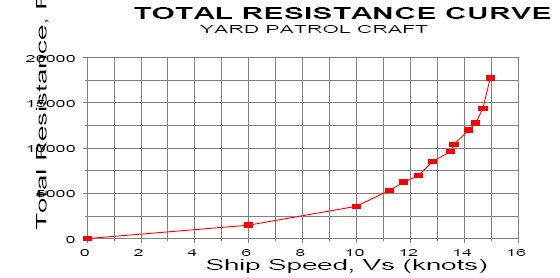 TOTAL RESISTANCE CURVE
YARD PATROL CRAFT
Total Resistance,
20000
15000
10000
5000
0
0 2 4 6 8 10 12 14 16
Ship Speed, Vs (knots)